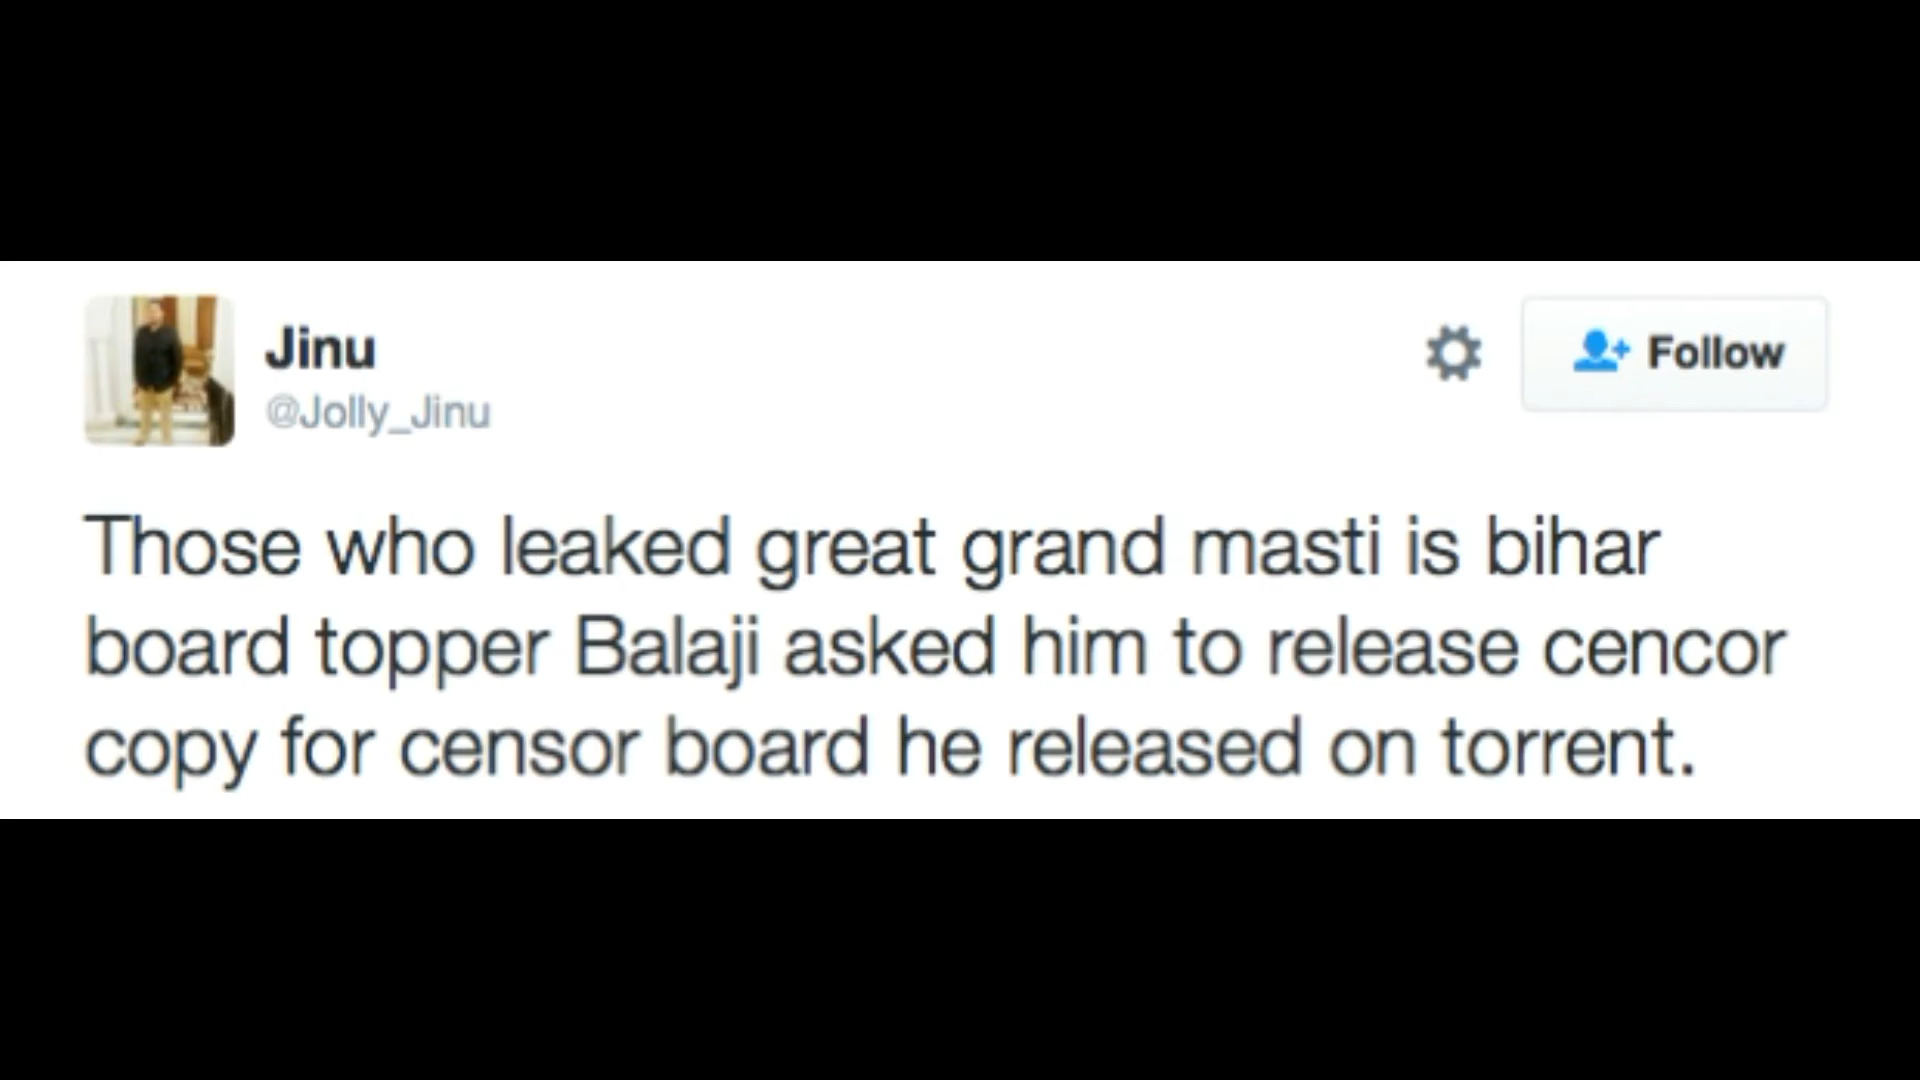 Jinu
@Jolly_Jinu
Follow
Those who leaked great grand masti is bihar
board topper Balaji asked him to release cencor
copy for censor board he released on torrent.